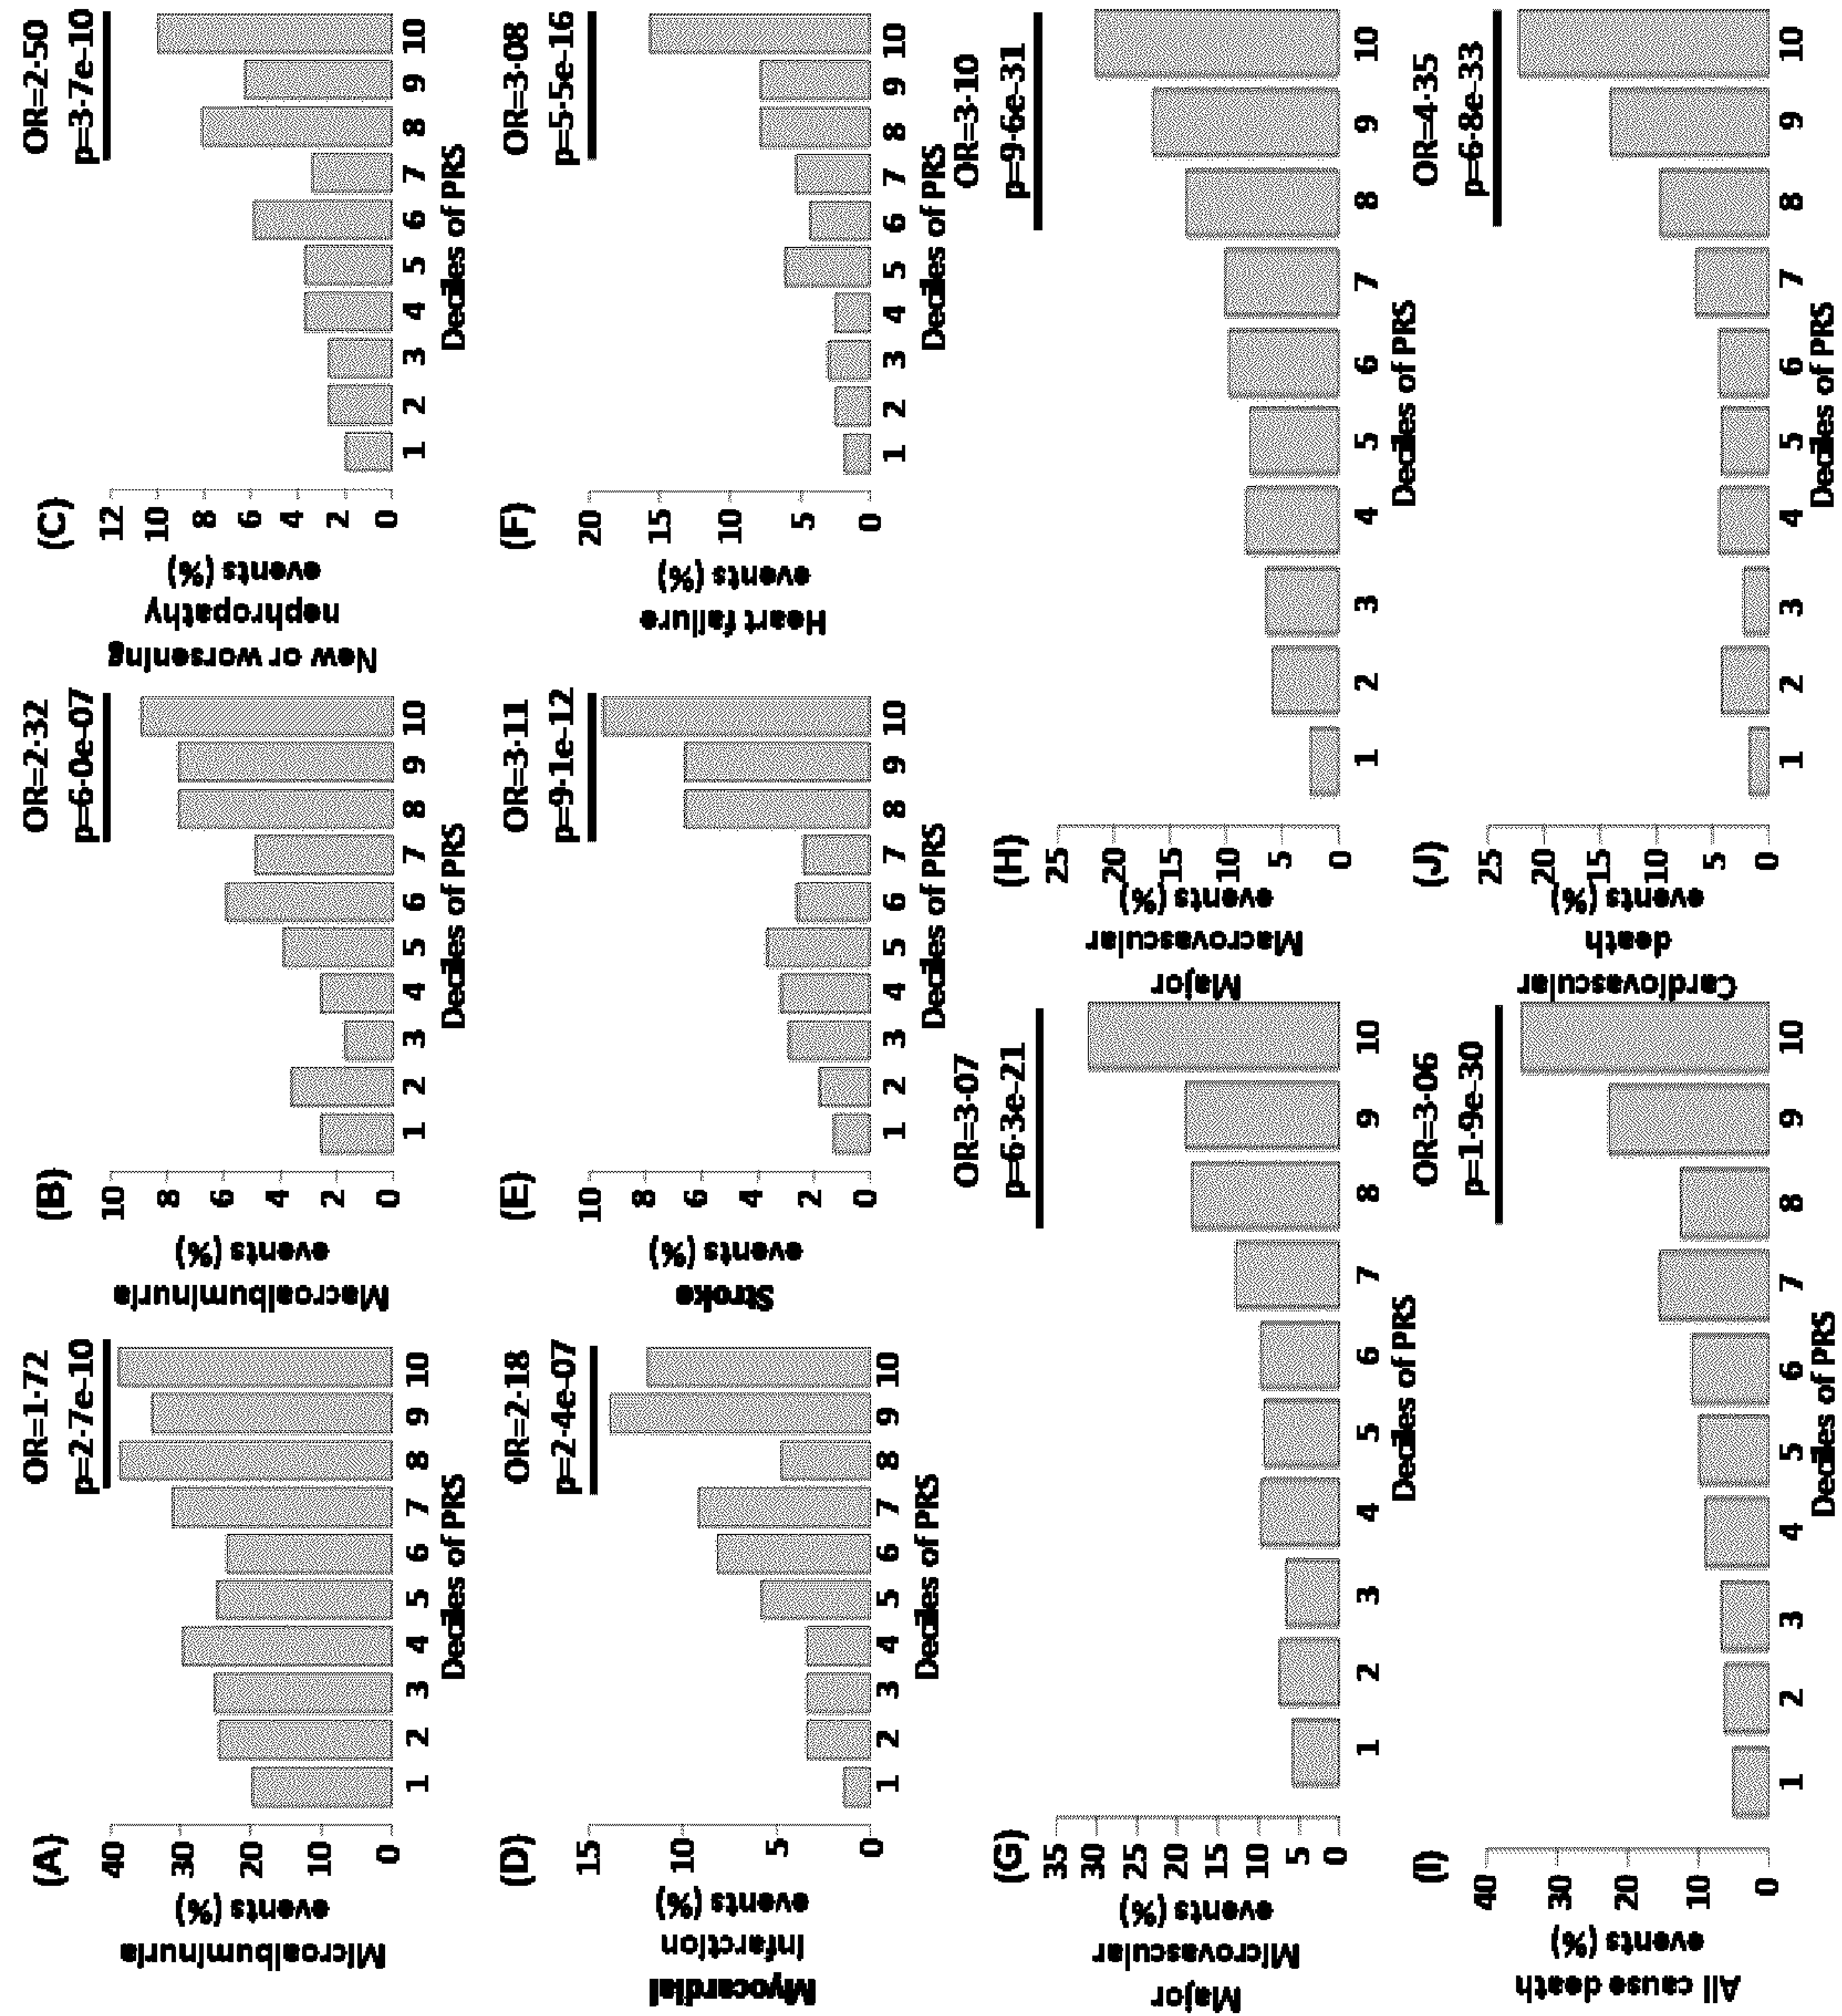 (A)
OR=1·72
p=2·7e-10
Microalbuminuria
events (%)
40
30
20
10
0
1 2 3 4 5 6 7 8 9 10
Deciles of PRS
(B)
OR=2·32
p=6·0e-07
Macroalbuminuria
events (%)
10
8
6
4
2
0
1 2 3 4 5 6 7 8 9 10
(C)
OR=2·50
p=3·7e-10
New or worsening
nephropathy
events (%)
12
10
8
6
4
2
0
1 2 3 4 5 6 7 8 9 10
Deciles of PRS
Deciles of PRS
(D)
OR=2·18
p=2·4e-07
Myocardial
Infarction
events (%)
15
10
5
0
1 2 3 4 5 6 7 8 9 10
Deciles of PRS
(E)
OR=3·11
p=9·1e-12
Stroke
events (%)
10
8
6
4
2
0
1 2 3 4 5 6 7 8 9 10
Deciles of PRS
(F)
OR=3·08
p=5·5e-16
Heart failure
events (%)
20
15
10
5
0
1 2 3 4 5 6 7 8 9 10
Deciles of PRS
(G)
OR=3·07
p=6·3e-21
Major
Microvascular
events (%)
35
30
25
20
15
10
5
0
1 2 3 4 5 6 7 8 9 10
Deciles of PRS
(H)
OR=3·10
p=9·6e-31
Major
Macrovascular
events (%)
25
20
15
10
5
0
1 2 3 4 5 6 7 8 9 10
Deciles of PRS
(I)
OR=3·06
p=1·9e-30
All cause death
events (%)
40
30
20
10
0
1 2 3 4 5 6 7 8 9 10
Deciles of PRS
(J)
OR=4·35
p=6·8e-33
Cardiovascular
death
events (%)
25
20
15
10
5
0
1 2 3 4 5 6 7 8 9 10
Deciles of PRS